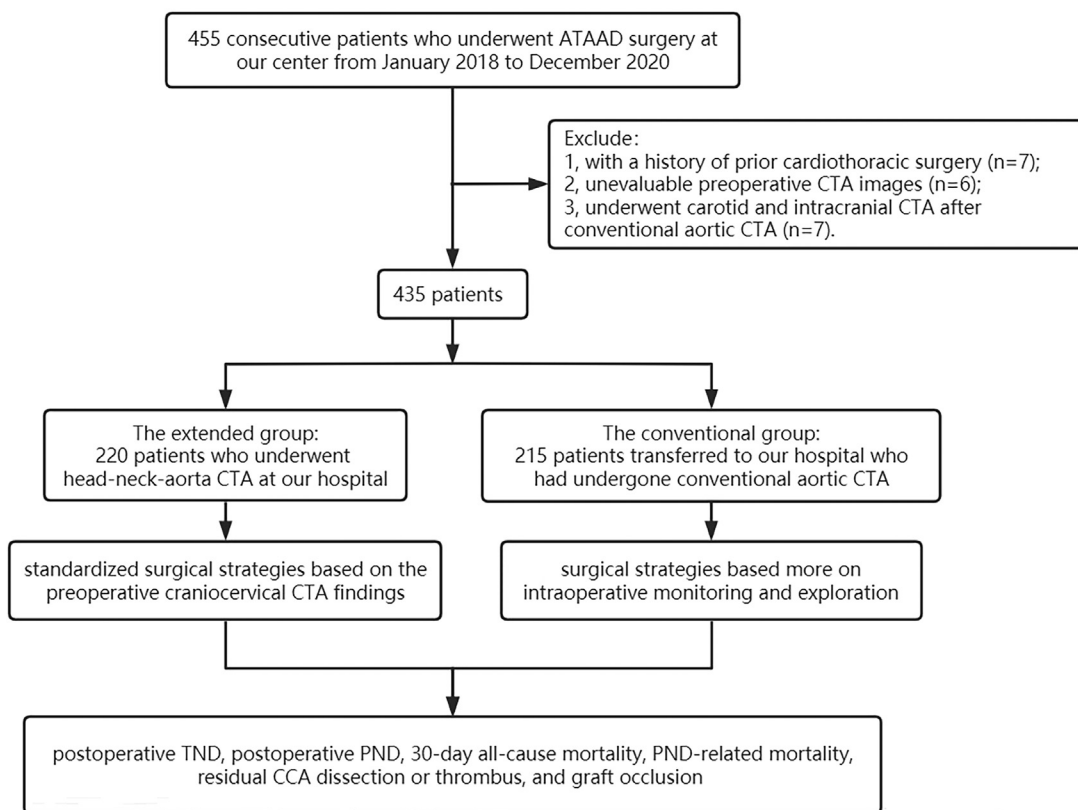 455 consecutive patients who underwent ATAAD surgery at
our center from January 2018 to December 2020
Exclude:
1, with a history of prior cardiothoracic surgery (n=7);
2, unevaluable preoperative CTA images (n=6);
3, underwent carotid and intracranial CTA after
conventional aortic CTA (n=7).
435 patients
The extended group:
220 patients who underwent
head-neck-aorta CTA at our hospital
The conventional group:
215 patients transferred to our hospital who
had undergone conventional aortic CTA
standardized surgical strategies based on the
preoperative craniocervical CTA findings
surgical strategies based more on
intraoperative monitoring and exploration
postoperative TND, postoperative PND, 30-day all-cause mortality, PND-related mortality,
residual CCA dissection or thrombus, and graft occlusion